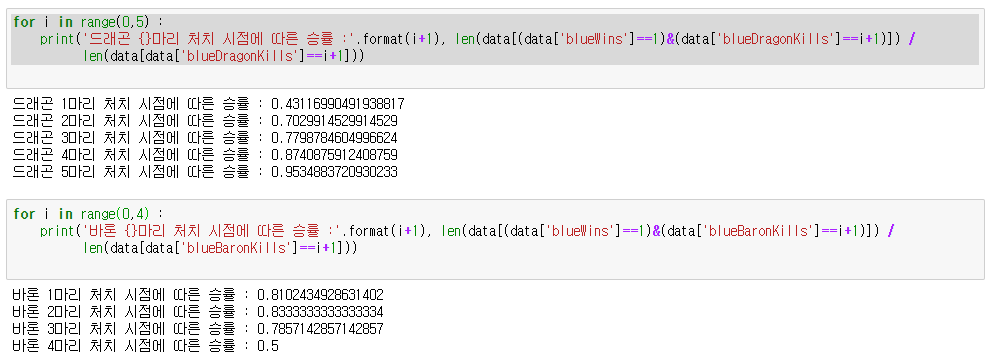 for i in range(0,5) :
print('드래곤 {}마리 처치 시점에 따른 승률 :'.format(i+1), len(data[(data['blueWins']==1)&(data['blueDragonKills']==i+1)]) /
len(data[data['blueDragonKills']==i+1]))
드래곤 1마리 처치 시점에 따른 승률 : 0.43116990491938817
드래곤 2마리 처치 시점에 따른 승률 : 0.7029914529914529
드래곤 3마리 처치 시점에 따른 승률 : 0.7798784604996624
드래곤 4마리 처치 시점에 따른 승률 : 0.8740875912408759
드래곤 5마리 처치 시점에 따른 승률 : 0.9534883720930233
for i in range(0,4) :
print('바론 {}마리 처치 시점에 따른 승률 :'.format(i+1), len(data[(data['blueWins']==1)&(data['blueBaronKills']==i+1)]) /
len(data[data['blueBaronKills']==i+1]))
바론 1마리 처치 시점에 따른 승률 : 0.8102434928631402
바론 2마리 처치 시점에 따른 승률 : 0.8333333333333334
바론 3마리 처치 시점에 따른 승률 : 0.7857142857142857
바론 4마리 처치 시점에 따른 승률 : 0.5